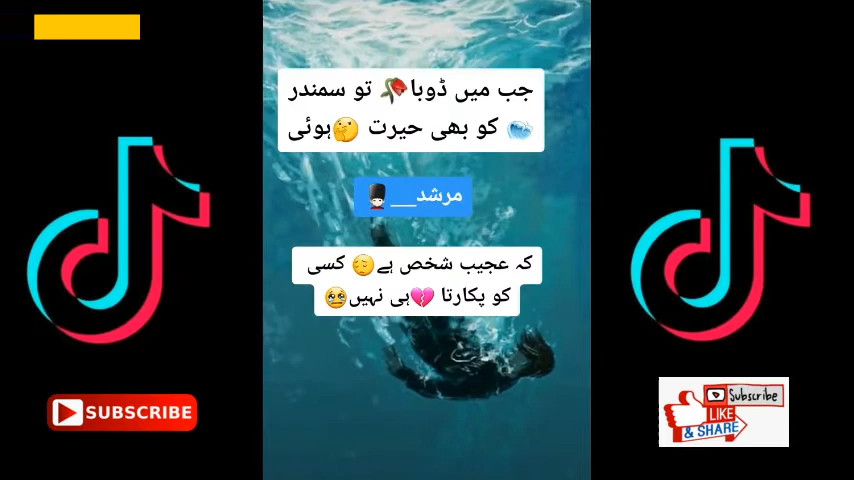 جب میں ڈوبا🥀 تو سمندر
🌊 کو بھی حیرت 🤔ہوئی
مرشد__💂
کہ عجیب شخص ہے😔 کسی
کو پکارتا 💔ہی نہیں😢
SUBSCRIBE
Subscribe
LIKE
& SHARE